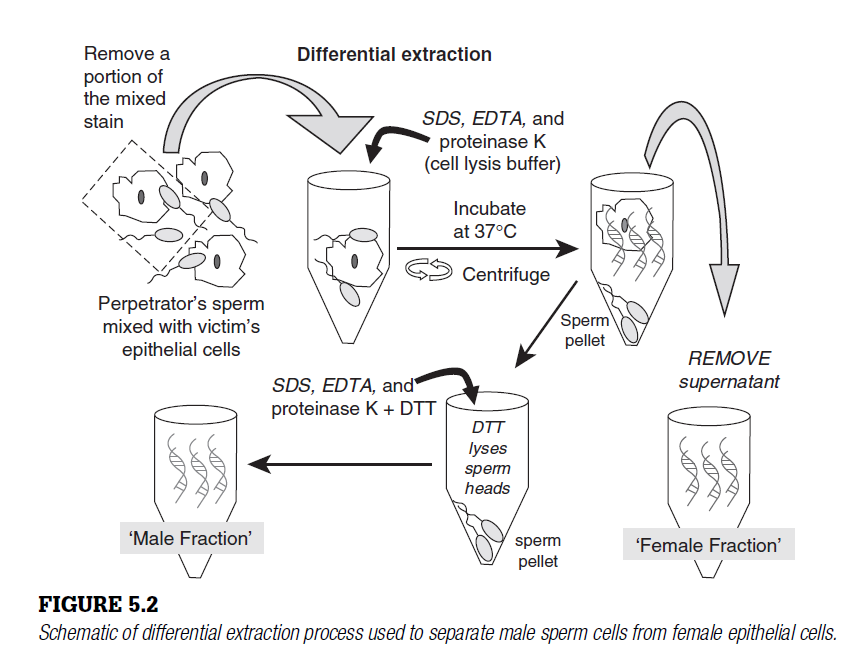 Differential extraction
Remove a
portion of
the mixed
stain
SDS, EDTA, and
proteinase K
(cell lysis buffer)
Incubate
at 37°C
Centrifuge
Perpetrator's sperm
mixed with victim's
epithelial cells
Sperm
pellet
REMOVE
supernatant
SDS, EDTA, and
proteinase K + DTT
DTT
lyses
sperm
heads
sperm
pellet
'Male Fraction'
'Female Fraction'
FIGURE 5.2
Schematic of differential extraction process used to separate male sperm cells from female epithelial cells.